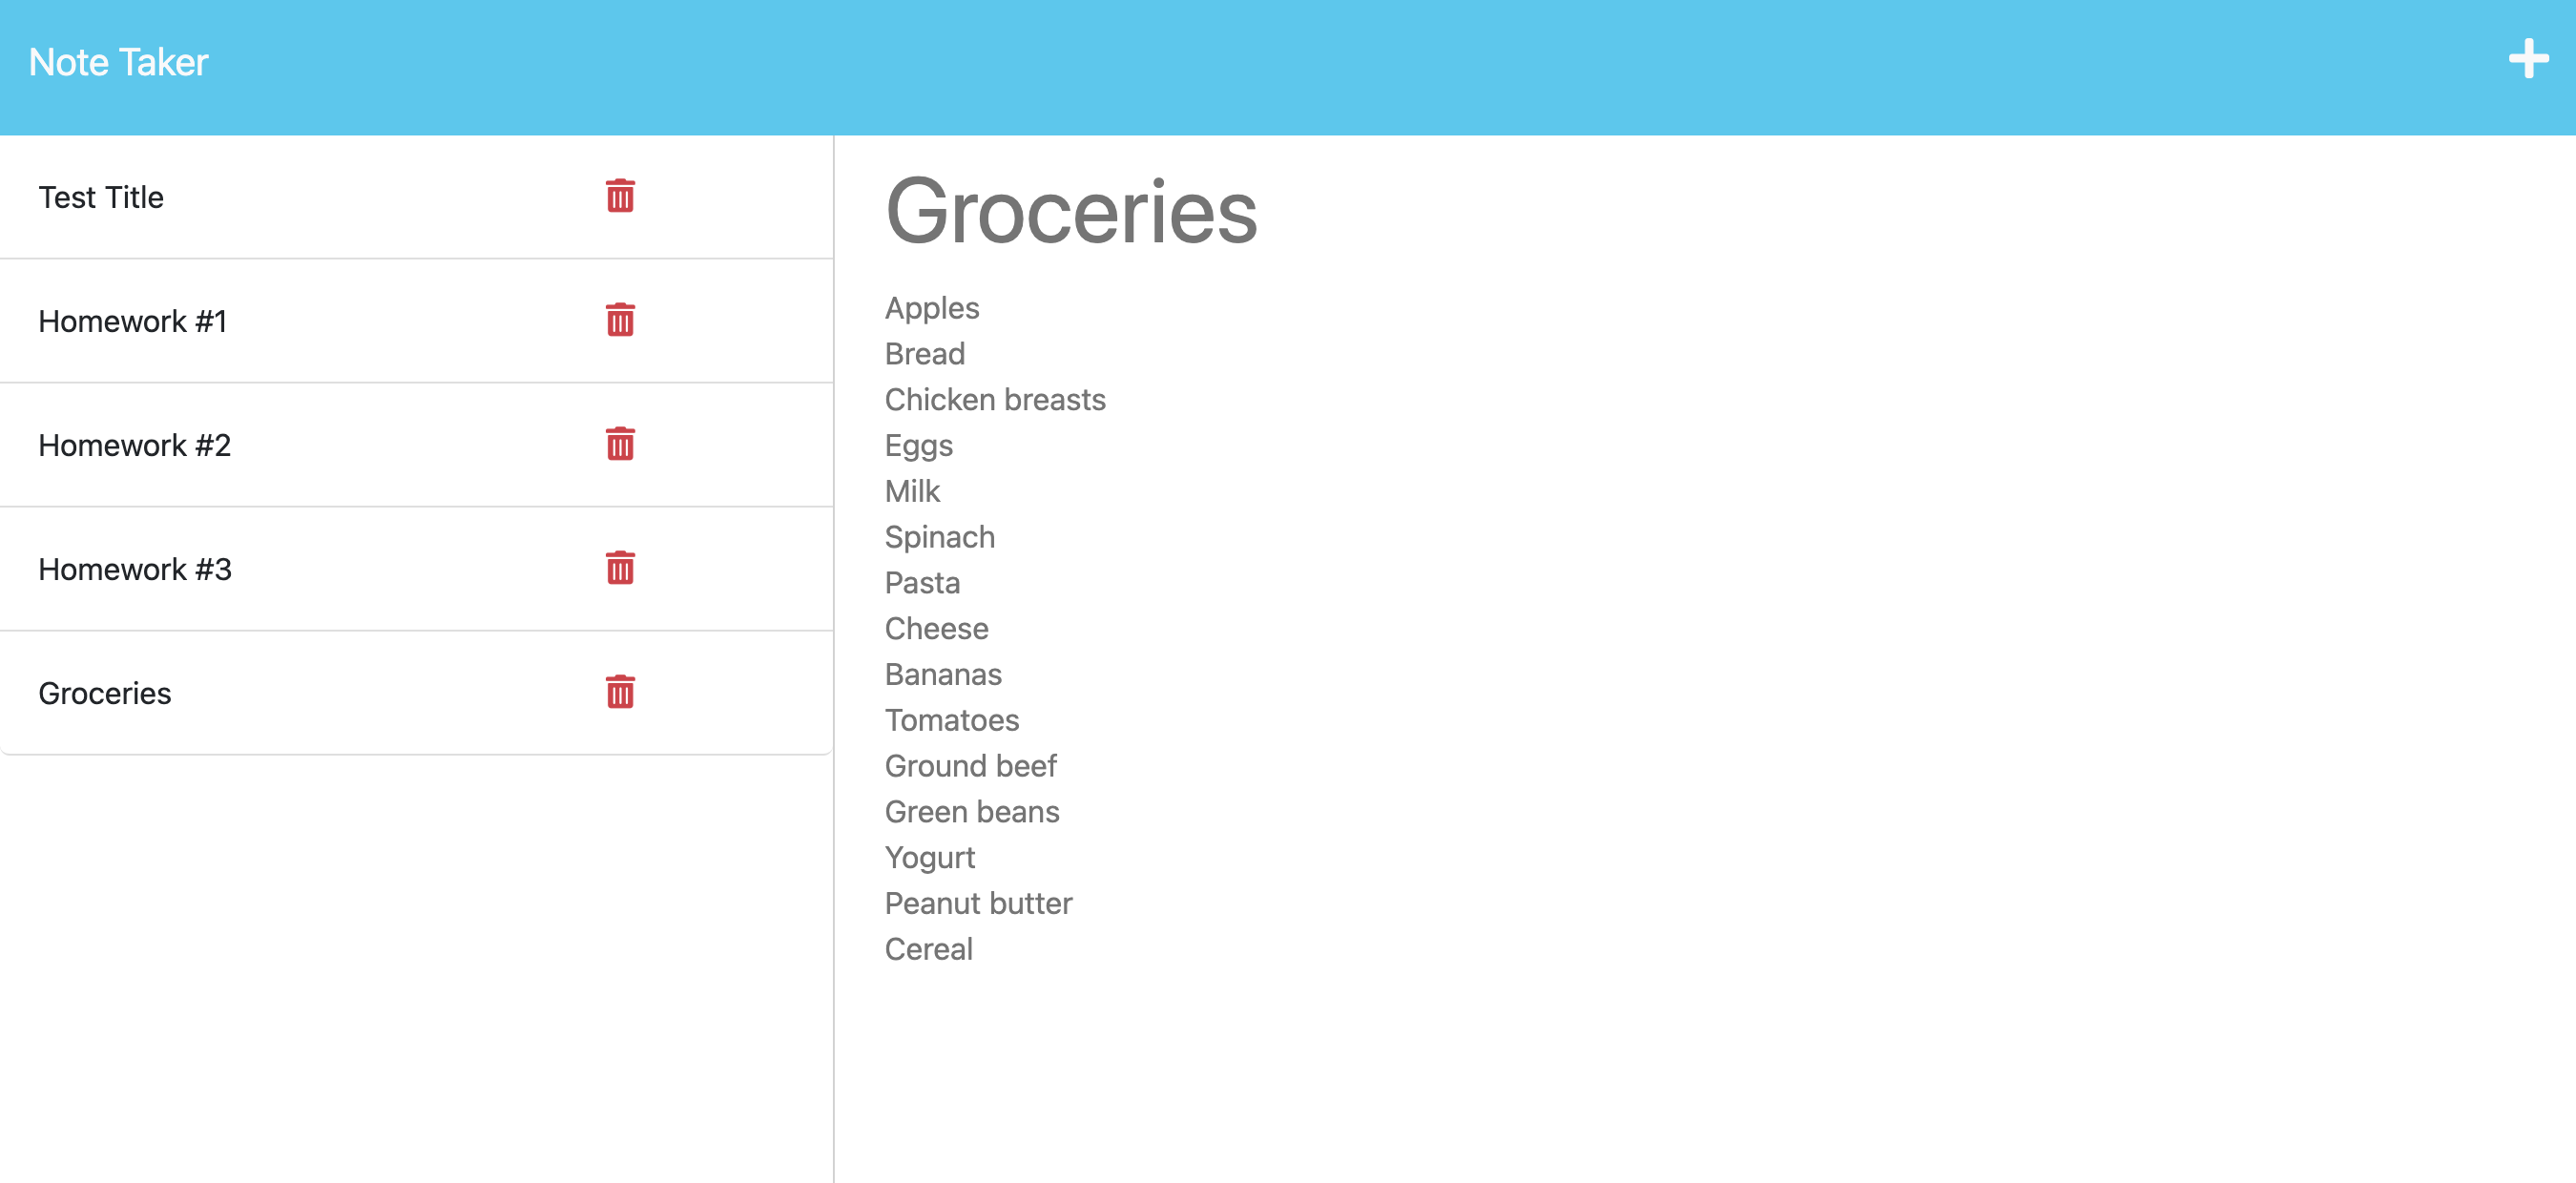 Note Taker
Test Title
Homework #1
Homework #2
Homework #3
Groceries
Groceries
Apples
Bread
Chicken breasts
Eggs
Milk
Spinach
Pasta
Cheese
Bananas
Tomatoes
Ground beef
Green beans
Yogurt
Peanut butter
Cereal